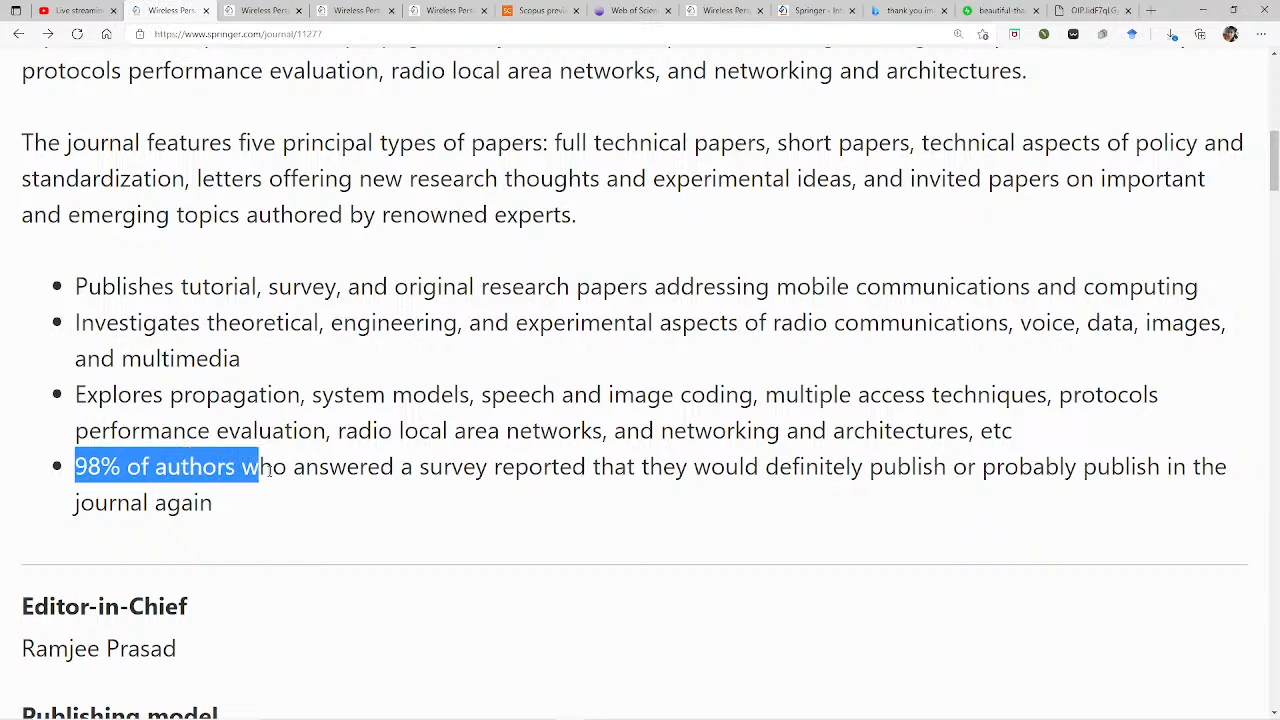 Live streami
Wireless Pers
Wireless Pers
Wireless Pers
Wireless Pers
Scopus previe
Web of Scien
Wireless Pers
Springer - Int
thank you ima
beautiful-tha
OIP.jidF7qLG
https://www.springer.com/journal/11277
protocols performance evaluation, radio local area networks, and networking and architectures.
The journal features five principal types of papers: full technical papers, short papers, technical aspects of policy and
standardization, letters offering new research thoughts and experimental ideas, and invited papers on important
and emerging topics authored by renowned experts.
• Publishes tutorial, survey, and original research papers addressing mobile communications and computing
• Investigates theoretical, engineering, and experimental aspects of radio communications, voice, data, images,
and multimedia
• Explores propagation, system models, speech and image coding, multiple access techniques, protocols
performance evaluation, radio local area networks, and networking and architectures, etc
• 98% of authors who answered a survey reported that they would definitely publish or probably publish in the
journal again
Editor-in-Chief
Ramjee Prasad
Publishing model